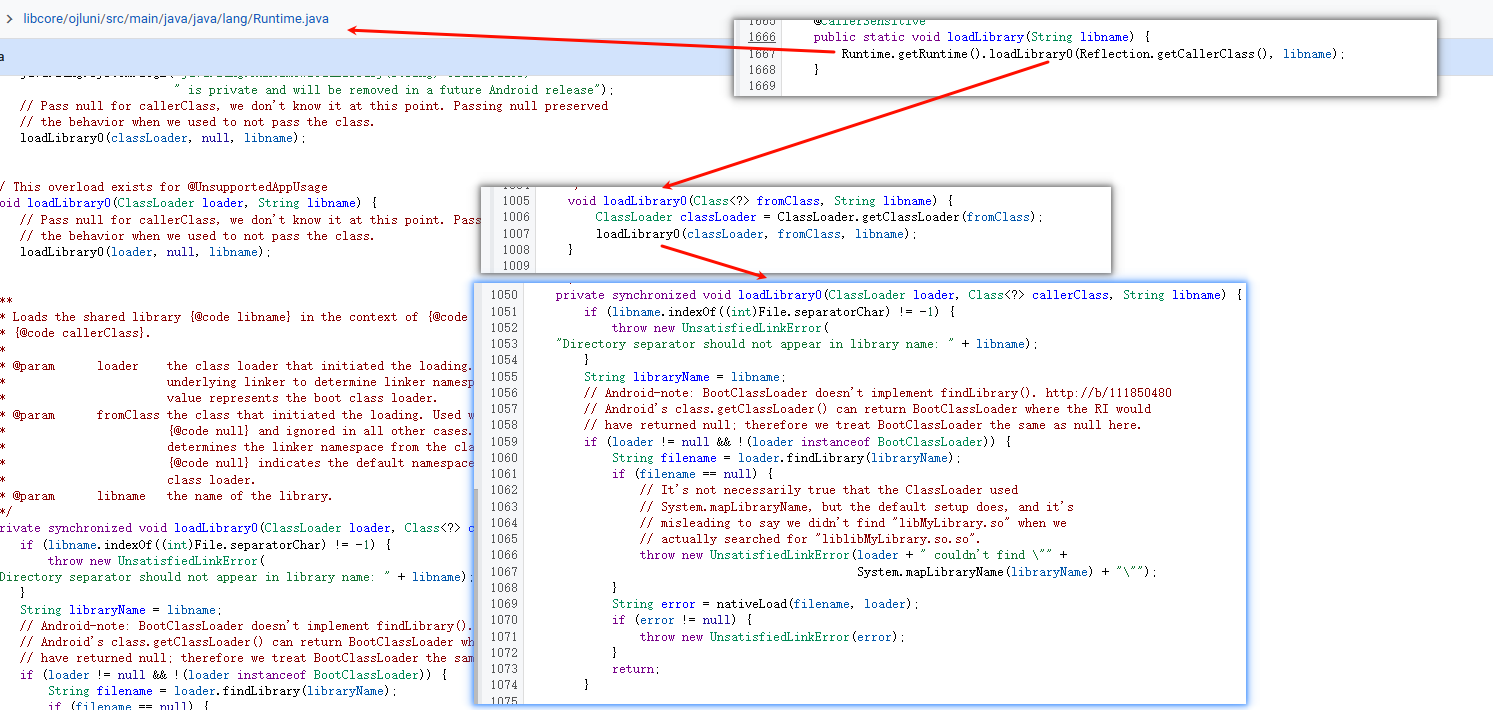 libcore/ojluni/src/main/java/java/lang/Runtime.java
a
" is private and will be removed in a future Android release");
// Pass null for callerClass, we don't know it at this point. Passing null preserved
// the behavior when we used to not pass the class.
loadLibrary0(classLoader, null, libname);
/ This overload exists for @UnsupportedAppUsage
oid loadLibrary0(ClassLoader loader, String libname) {
// Pass null for callerClass, we don't know it at this point. Pass
// the behavior when we used to not pass the class.
loadLibrary0(loader, null, libname);
**
* Loads the shared library {@code libname} in the context of {@code
* {@code callerClass}.
*
* @param loader the class loader that initiated the loading.
* underlying linker to determine linker namesp
* value represents the boot class loader.
* @param fromClass the class that initiated the loading. Used w
* {@code null} and ignored in all other cases.
* determines the linker namespace from the cla
* {@code null} indicates the default namespace
* class loader.
* @param libname the name of the library.
*/
rivate synchronized void loadLibrary0(ClassLoader loader, Class<?> c
if (libname.indexOf((int)File.separatorChar) != -1) {
throw new UnsatisfiedLinkError(
Directory separator should not appear in library name: " + libname);
}
String libraryName = libname;
// Android-note: BootClassLoader doesn't implement findLibrary().
// Android's class.getClassLoader() can return BootClassLoader wh
// have returned null; therefore we treat BootClassLoader the sam
if (loader != null && !(loader instanceof BootClassLoader)) {
String filename = loader.findLibrary(libraryName);
if (filename == null) {
1665 @CallerSensitive
1666 public static void loadLibrary(String libname) {
1667 Runtime.getRuntime().loadLibrary0(Reflection.getCallerClass(), libname);
1668 }
1669
1005 void loadLibrary0(Class<?> fromClass, String libname) {
1006 ClassLoader classLoader = ClassLoader.getClassLoader(fromClass);
1007 loadLibrary0(classLoader, fromClass, libname);
1008 }
1009
1050 private synchronized void loadLibrary0(ClassLoader loader, Class<?> callerClass, String libname) {
1051 if (libname.indexOf((int)File.separatorChar) != -1) {
1052 throw new UnsatisfiedLinkError(
1053 "Directory separator should not appear in library name: " + libname);
1054 }
1055 String libraryName = libname;
1056 // Android-note: BootClassLoader doesn't implement findLibrary(). http://b/111850480
1057 // Android's class.getClassLoader() can return BootClassLoader where the RI would
1058 // have returned null; therefore we treat BootClassLoader the same as null here.
1059 if (loader != null && !(loader instanceof BootClassLoader)) {
1060 String filename = loader.findLibrary(libraryName);
1061 if (filename == null) {
1062 // It's not necessarily true that the ClassLoader used
1063 // System.mapLibraryName, but the default setup does, and it's
1064 // misleading to say we didn't find "libMyLibrary.so" when we
1065 // actually searched for "liblibMyLibrary.so.so".
1066 throw new UnsatisfiedLinkError(loader + " couldn't find \"" +
1067 System.mapLibraryName(libraryName) + "\"");
1068 }
1069 String error = nativeLoad(filename, loader);
1070 if (error != null) {
1071 throw new UnsatisfiedLinkError(error);
1072 }
1073 return;
1074 }
1075